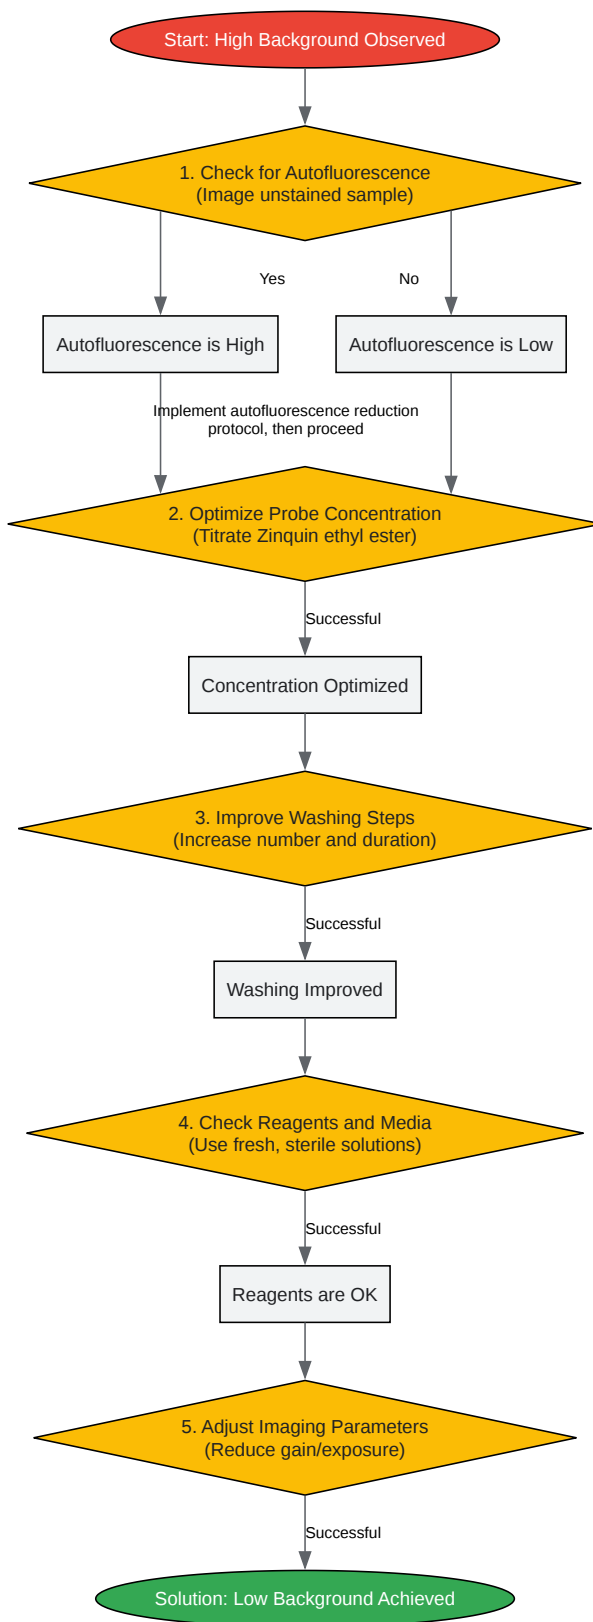 Start: High Background Observed
1. Check for Autofluorescence
(Image unstained sample)
Yes
No
Autofluorescence is High
Autofluorescence is Low
Implement autofluorescence reduction
protocol, then proceed
2. Optimize Probe Concentration
(Titrate Zinquin ethyl ester)
Successful
Concentration Optimized
3. Improve Washing Steps
(Increase number and duration)
Successful
Washing Improved
4. Check Reagents and Media
(Use fresh, sterile solutions)
Successful
Reagents are OK
5. Adjust Imaging Parameters
(Reduce gain/exposure)
Successful
Solution: Low Background Achieved